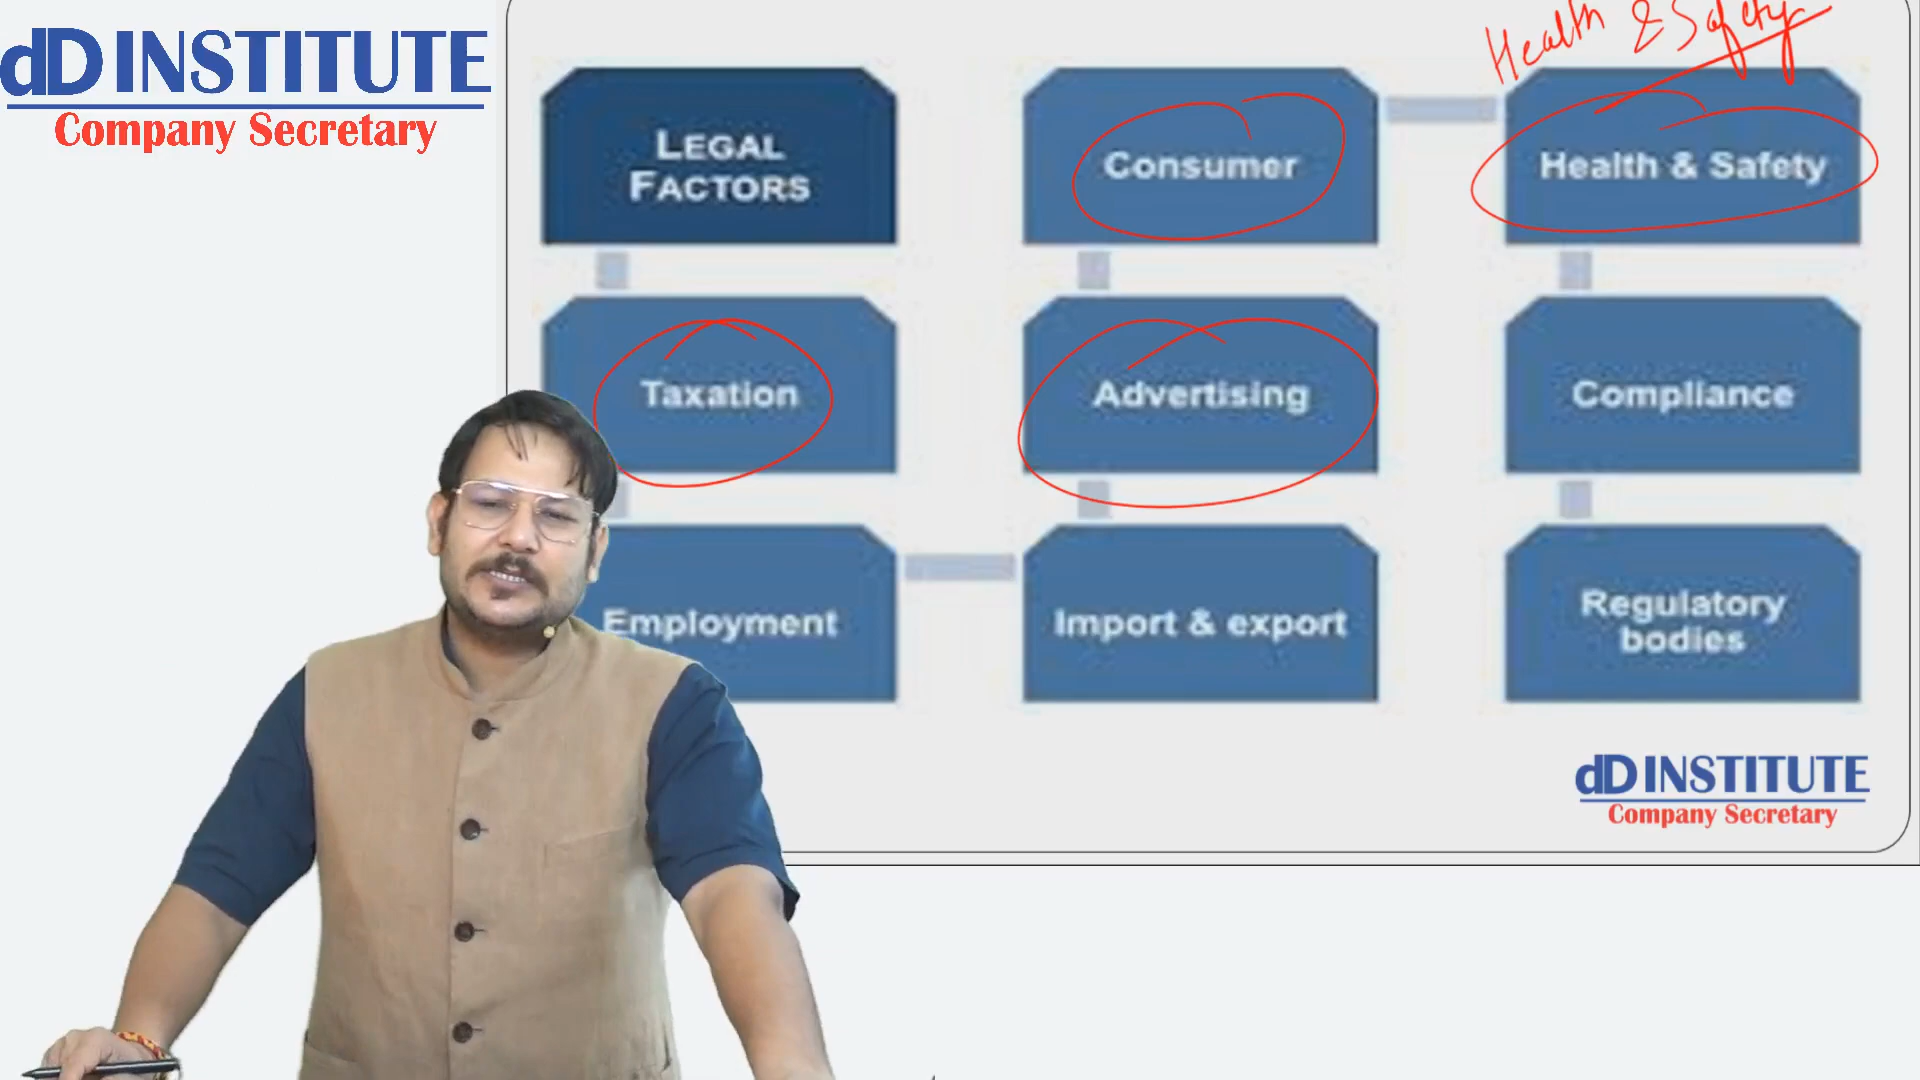 dD INSTITUTE
Company Secretary
Health & Safety
LEGAL
FACTORS
Consumer
Health & Safety
Taxation
Advertising
Compliance
Employment
Import & export
Regulatory
bodies
dD INSTITUTE
Company Secretary